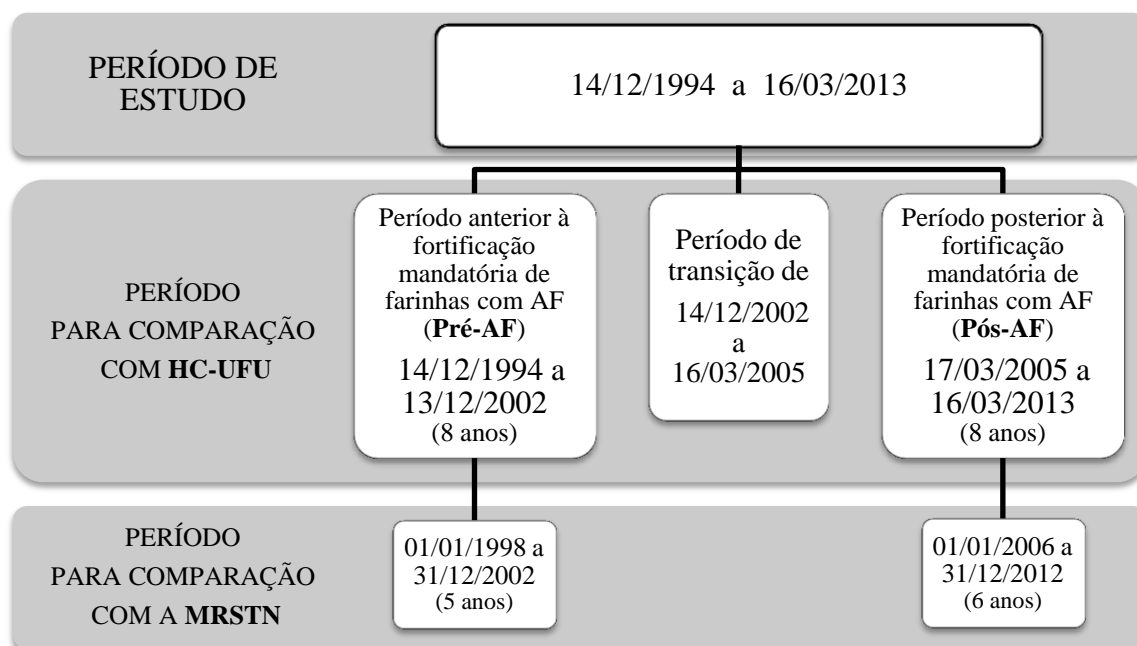 PERÍODO DE
ESTUDO
14/12/1994 a 16/03/2013
PERÍODO
PARA COMPARAÇÃO
COM HC-UFU
Período anterior à
fortificação
mandatória de
farinhas com AF
(Pré-AF)
14/12/1994 a
13/12/2002
(8 anos)
Período de
transição de
14/12/2002
a
16/03/2005
Período posterior à
fortificação
mandatória de
farinhas com AF
(Pós-AF)
17/03/2005 a
16/03/2013
(8 anos)
PERÍODO
PARA COMPARAÇÃO
COM A MRSTN
01/01/1998 a
31/12/2002
(5 anos)
01/01/2006 a
31/12/2012
(6 anos)